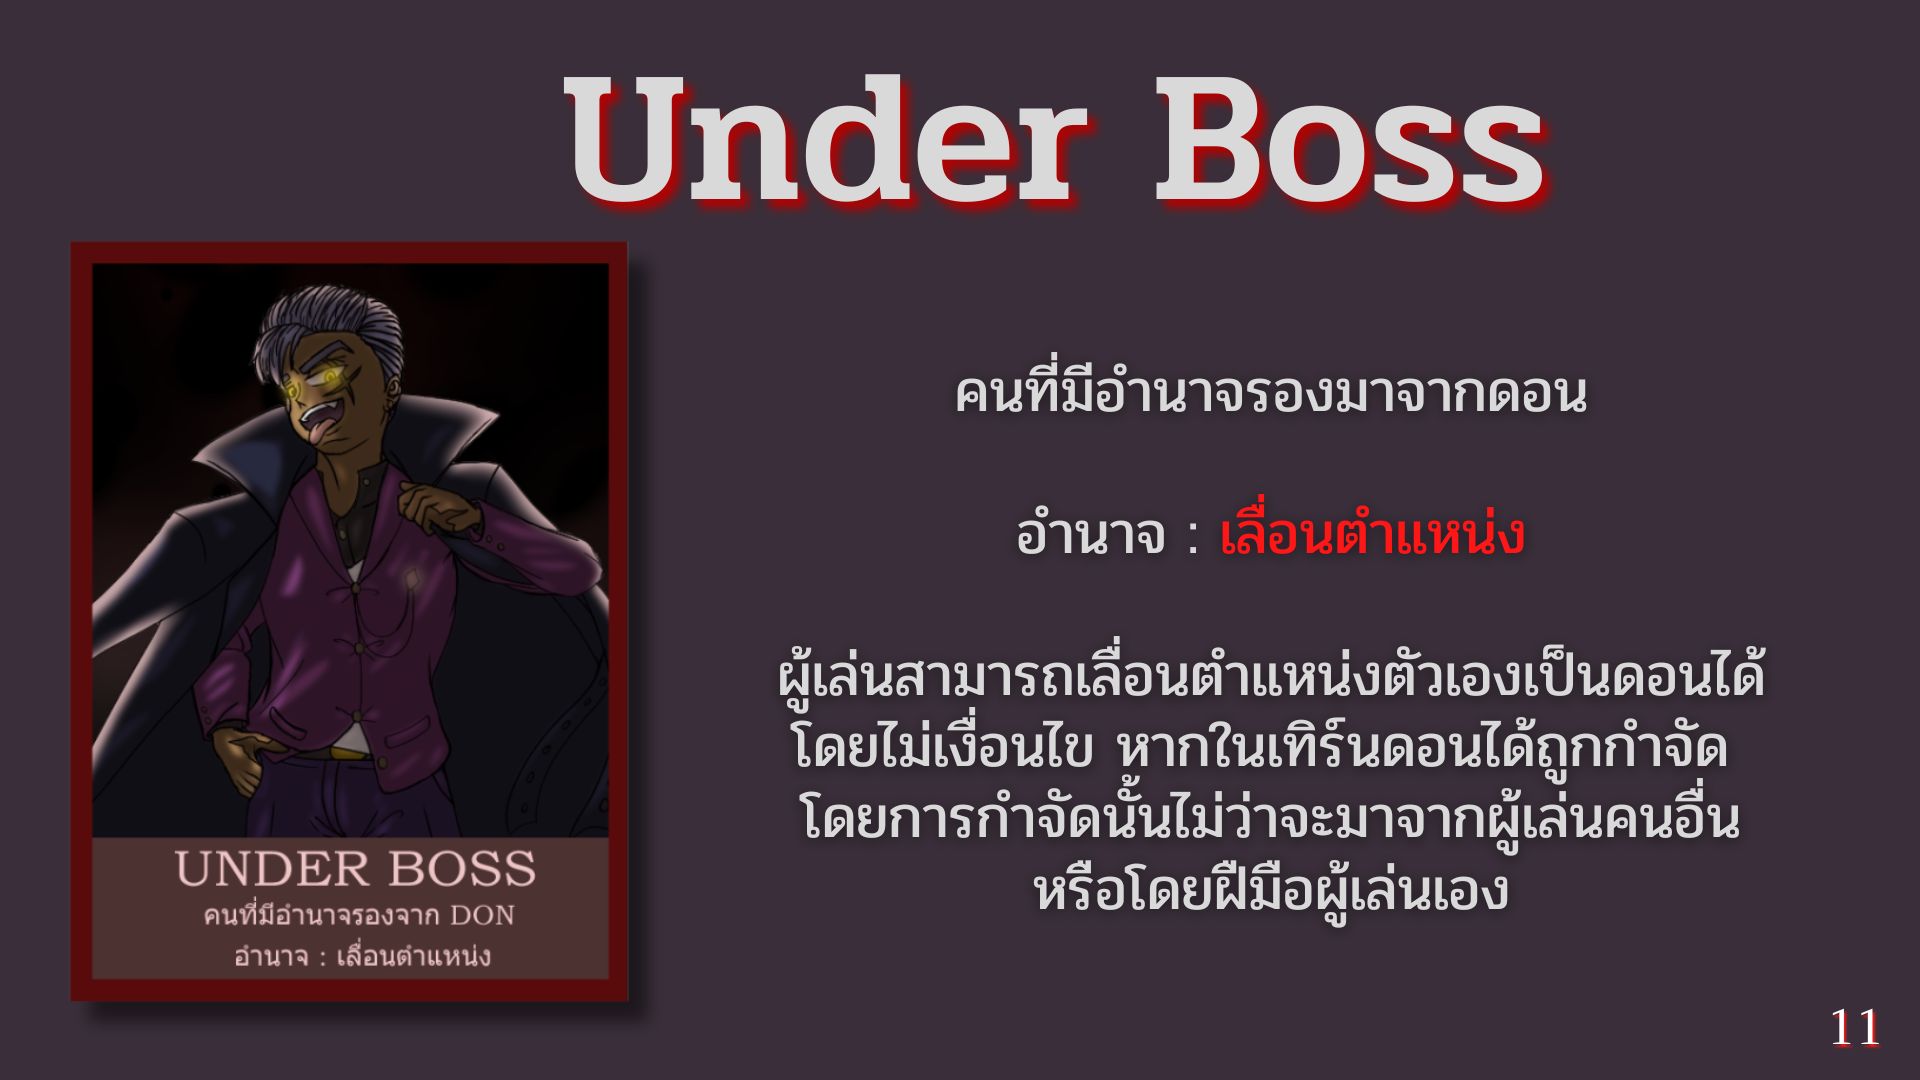 Under Boss
คนที่มีอำนาจรองมาจากดอน
อำนาจ : เลื่อนตำแหน่ง
ผู้เล่นสามารถเลื่อนตำแหน่งตัวเองเป็นดอนได้
โดยไม่เงื่อนไข หากในเทิร์นดอนได้ถูกกำจัด
โดยการกำจัดนั้นไม่ว่าจะมาจากผู้เล่นคนอื่น
หรือโดยฝืมือผู้เล่นเอง
UNDER BOSS
คนที่มีอำนาจรองจาก DON
อำนาจ : เลื่อนตำแหน่ง
11